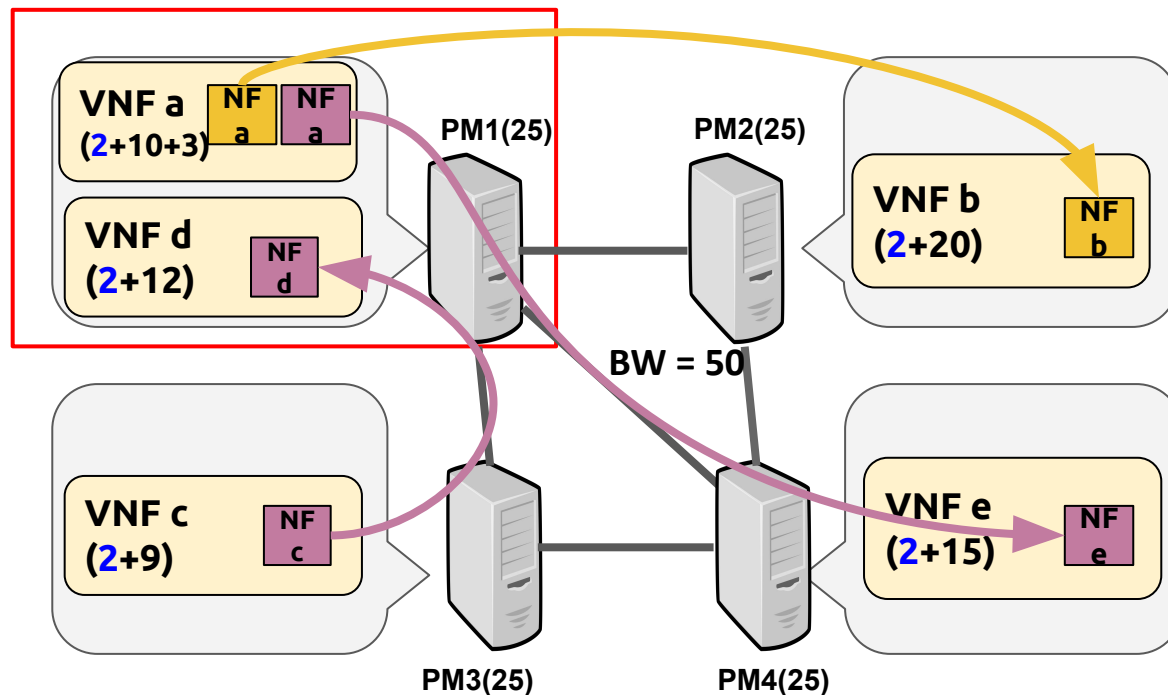 VNF a
(2+10+3)
NF
a
NF
a
PM1(25)
PM2(25)
VNF d
(2+12)
NF
d
VNF b
(2+20)
NF
b
BW = 50
VNF c
(2+9)
NF
c
VNF e
(2+15)
NF
e
PM3(25)
PM4(25)